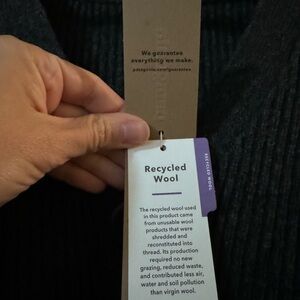 We guarantee
everything we make.
patagonia.com/guarantee
Recycled
Wool
RECYCLED WOOL
The recycled wool used
in this product came
from unusable wool
products that were
shredded and
reconstituted into
thread. Its production
required no new
grazing, reduced waste,
and contributed less air,
water and soil pollution
than virgin wool.